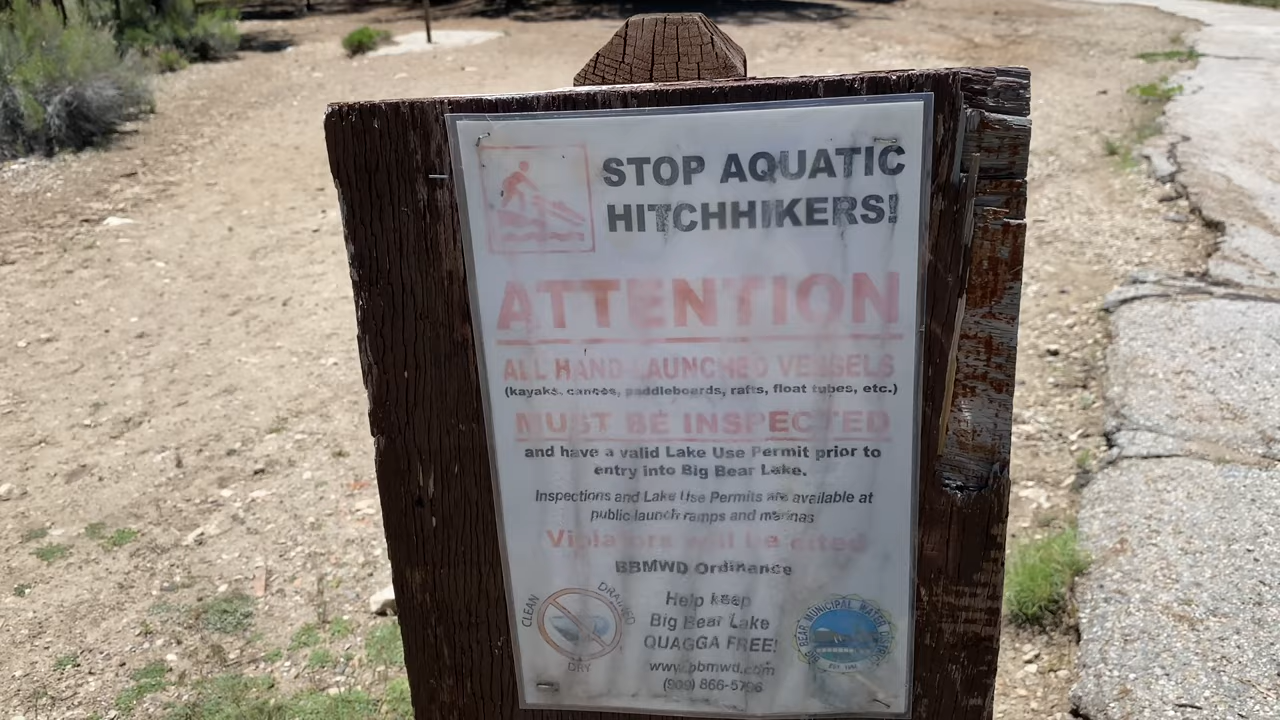 STOP AQUATIC
HITCHHIKERS!
ATTENTION
ALL HAND LAUNCHED VESSELS
(kayaks, canoes, paddleboards, rafts, float tubes, etc.)
MUST BE INSPECTED
and have a valid Lake Use Permit prior to
entry into Big Bear Lake.
Inspections and Lake Use Permits are available at
public launch ramps and marinas
Violators will be cited
BBMWD Ordinance
CLEAN
DRAINED
DRY
Help keep
Big Bear Lake
QUAGGA FREE!
www.bbmwd.com
(909) 866-5796
BIG BEAR MUNICIPAL WATER DISTRICT
EST. 1964